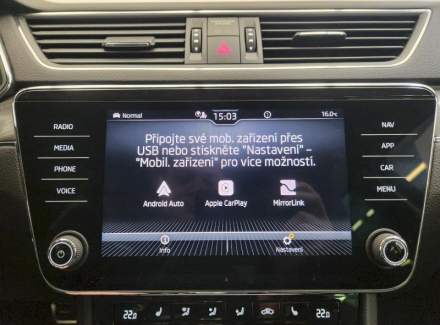 Normal
15:03
16.0°C
Připojte své mob. zařízení přes
USB nebo stiskněte "Nastavení" –
"Mobil. zařízení" pro více možností.
Android Auto
Apple CarPlay
MirrorLink
Info
Nastavení
RADIO
MEDIA
PHONE
VOICE
NAV
APP
CAR
MENU
22.0
22.0